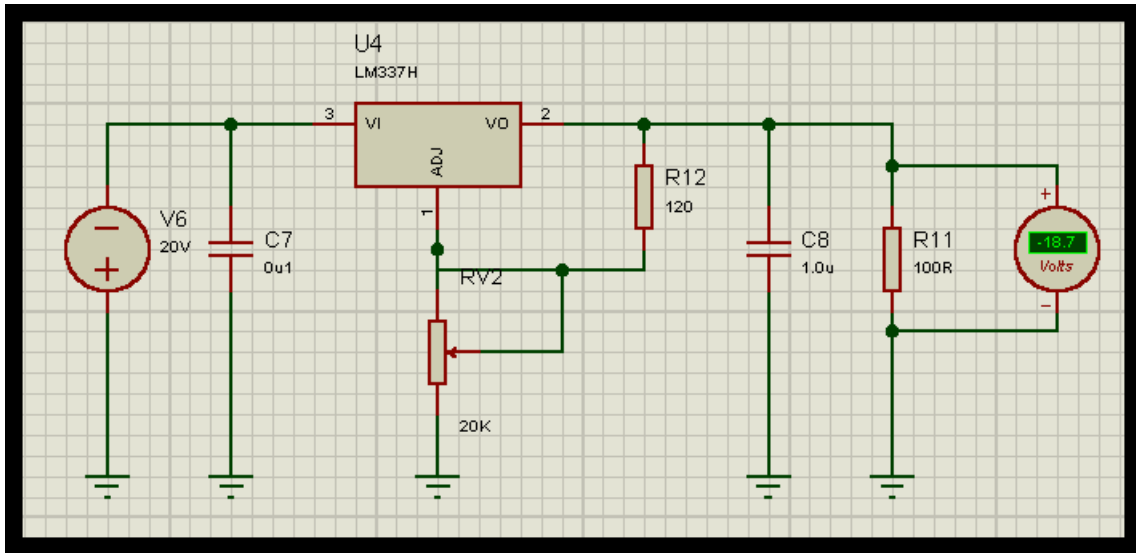 U4
LM337H
3
VI
VO
2
ADJ
1
V6
20V
C7
0u1
RV2
20K
R12
120
C8
1.0u
R11
100R
+
-18.7
Volts
−